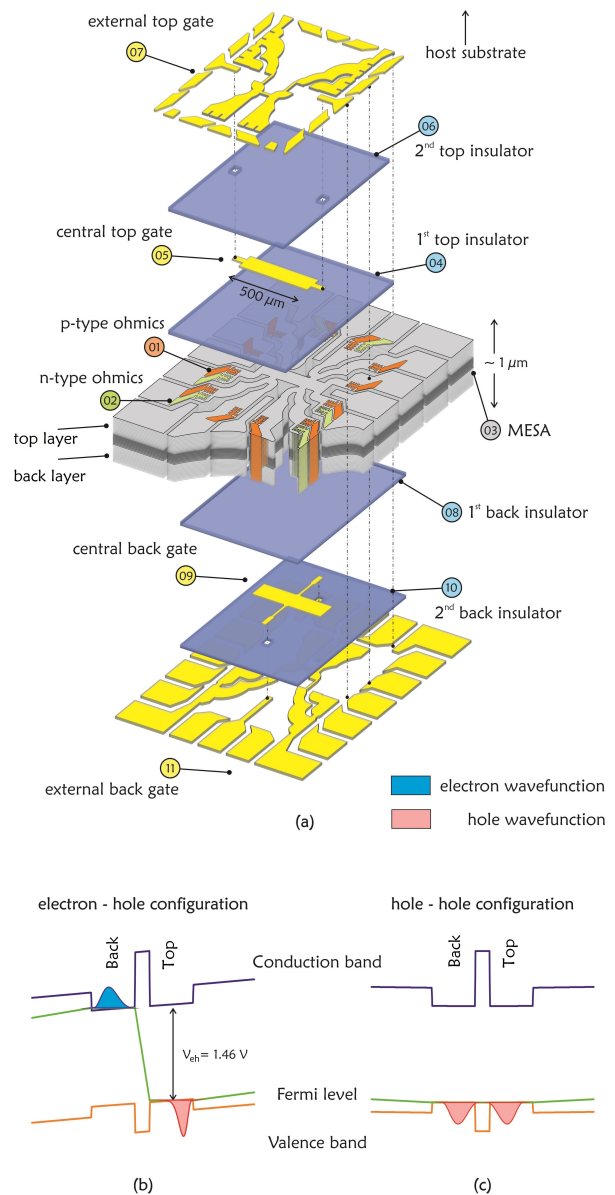 external top gate
07
host substrate
06
2nd top insulator
central top gate
05
1st top insulator
04
500 μm
p-type ohmics
01
~ 1 μm
n-type ohmics
02
03 MESA
top layer
back layer
08 1st back insulator
central back gate
09
10
2nd back insulator
11
external back gate
electron wavefunction
hole wavefunction
(a)
electron - hole configuration
Back
Top
Conduction band
Veh = 1.46 V
Fermi level
Valence band
(b)
hole - hole configuration
Back
Top
(c)